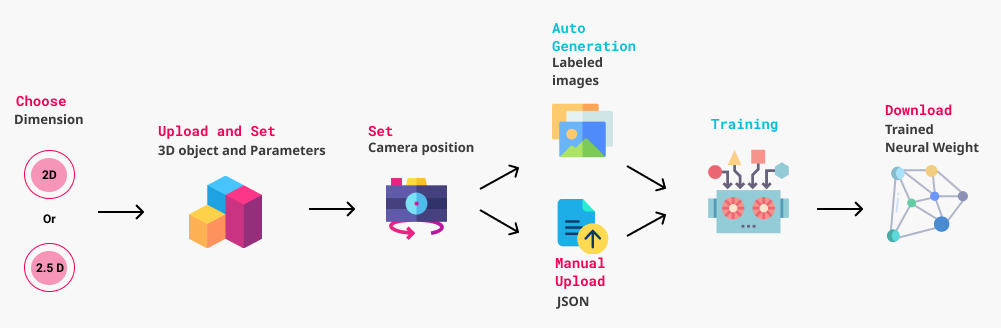 Choose
Dimension
2D
Or
2.5 D
Upload and Set
3D object and Parameters
Set
Camera position
Auto
Generation
Labeled
images
Manual
Upload
JSON
Training
Download
Trained
Neural Weight